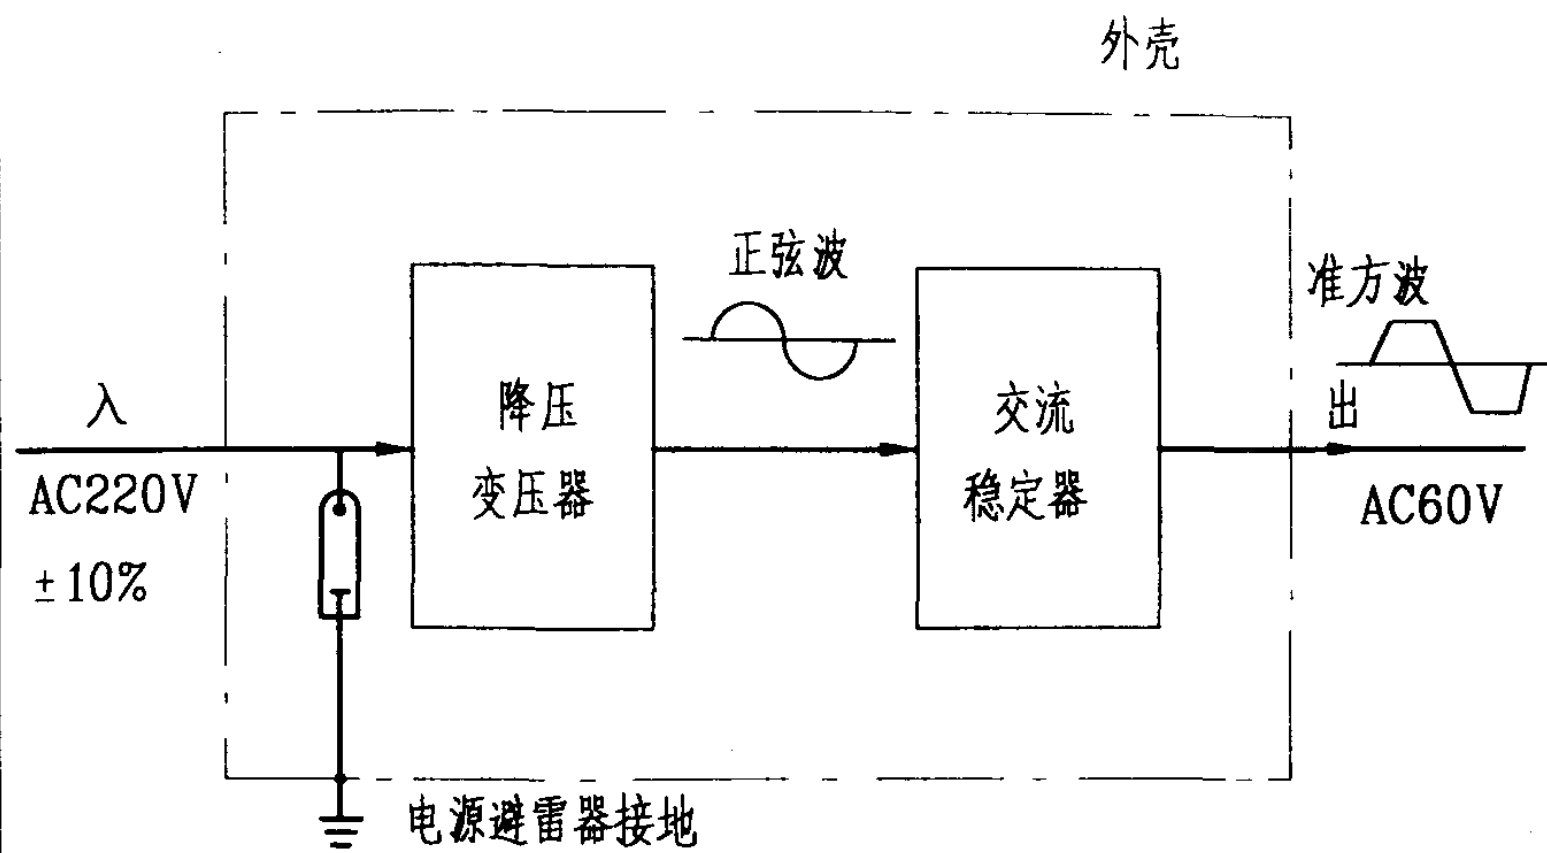 外壳
正弦波
准方波
入
降压
变压器
交流
稳定器
出
AC220V
±10%
AC60V
电源避雷器接地